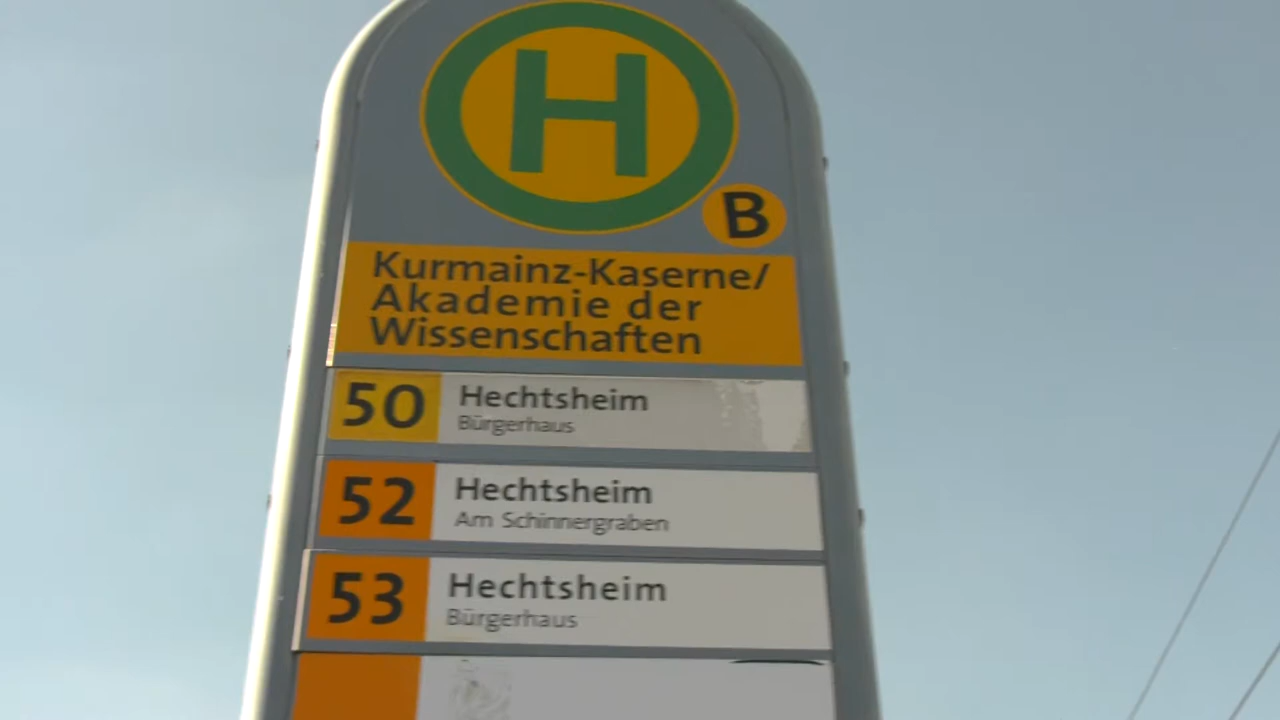 H
B
Kurmainz-Kaserne/
Akademie der
Wissenschaften
50 Hechtsheim
Bürgerhaus
52 Hechtsheim
Am Schinnergraben
53 Hechtsheim
Bürgerhaus